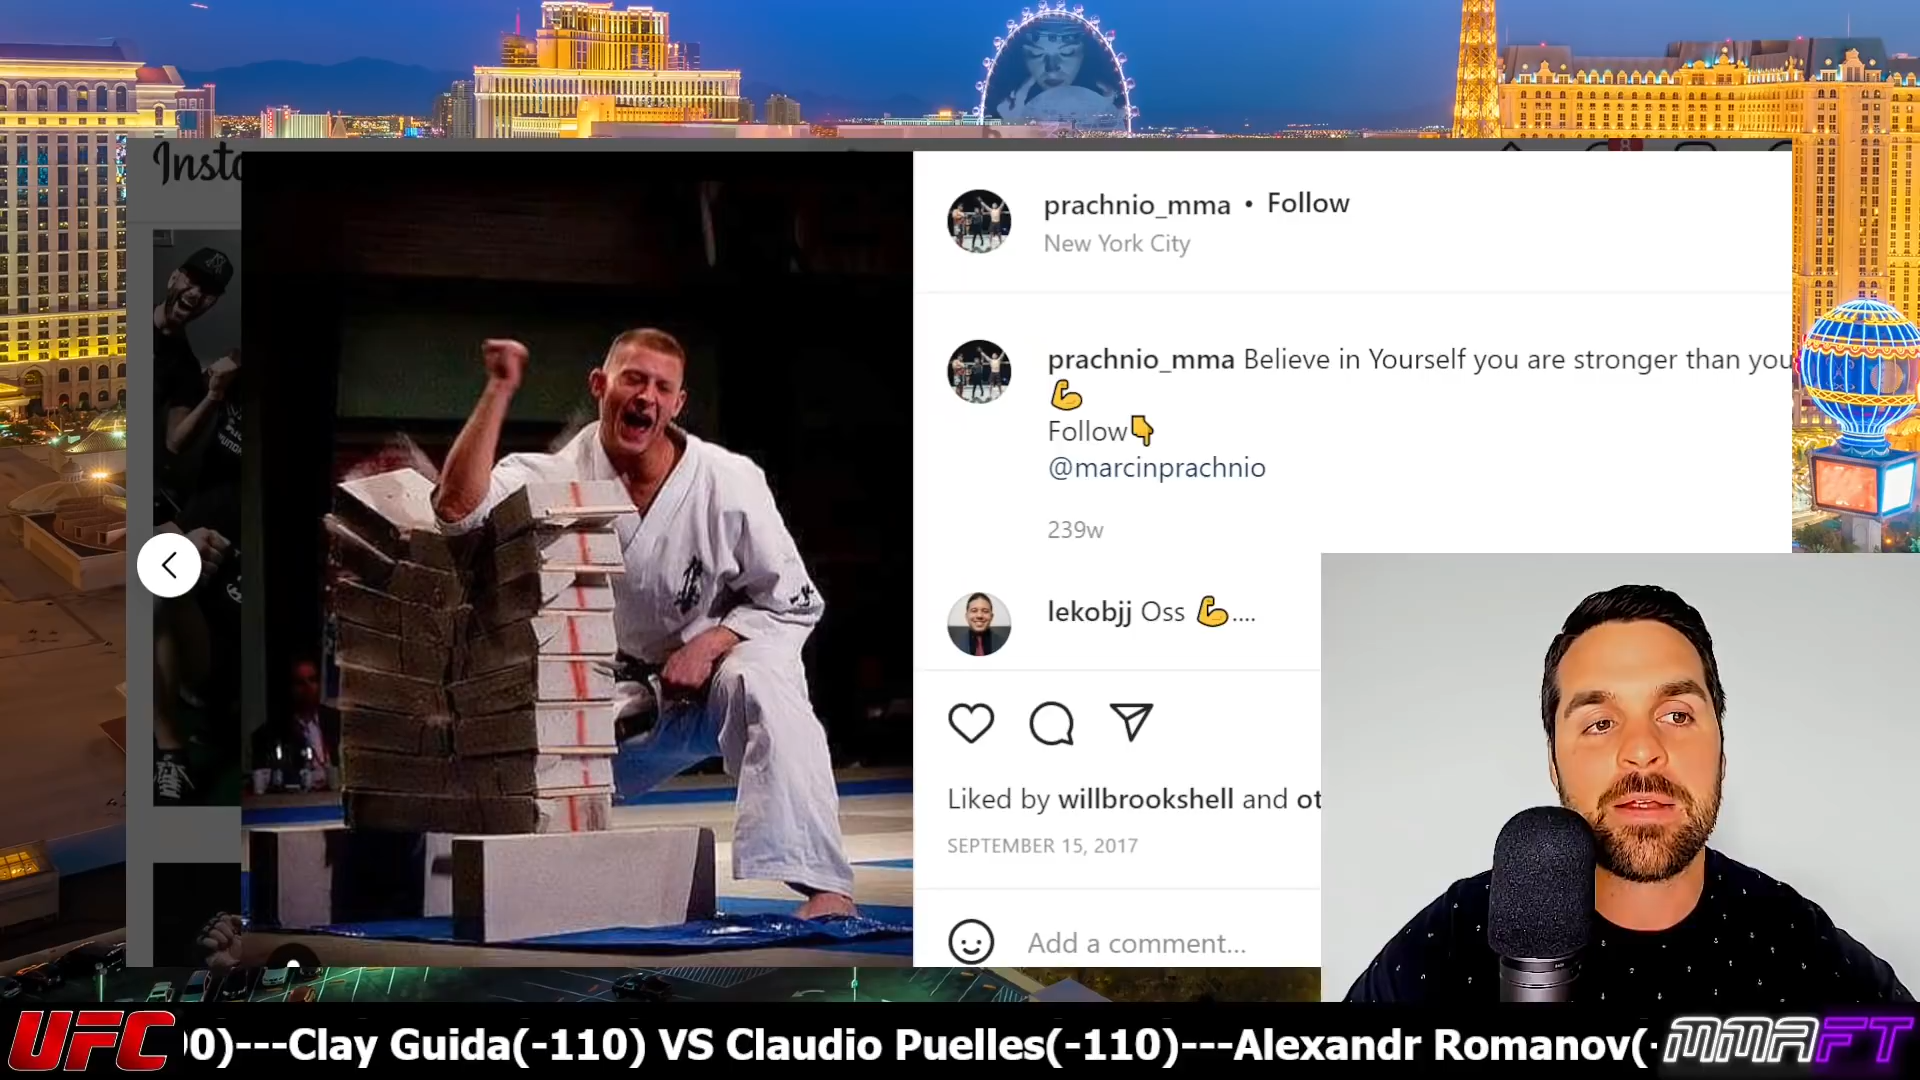 Insta
8
prachnio_mma • Follow
New York City
prachnio_mma Believe in Yourself you are stronger than you
💪
Follow👇
@marcinprachnio
239w
lekobjj Oss 💪....
Liked by willbrookshell and ot
SEPTEMBER 15, 2017
Add a comment...
UFC 0)---Clay Guida(-110) VS Claudio Puelles(-110)---Alexandr Romanov(- MMAFT